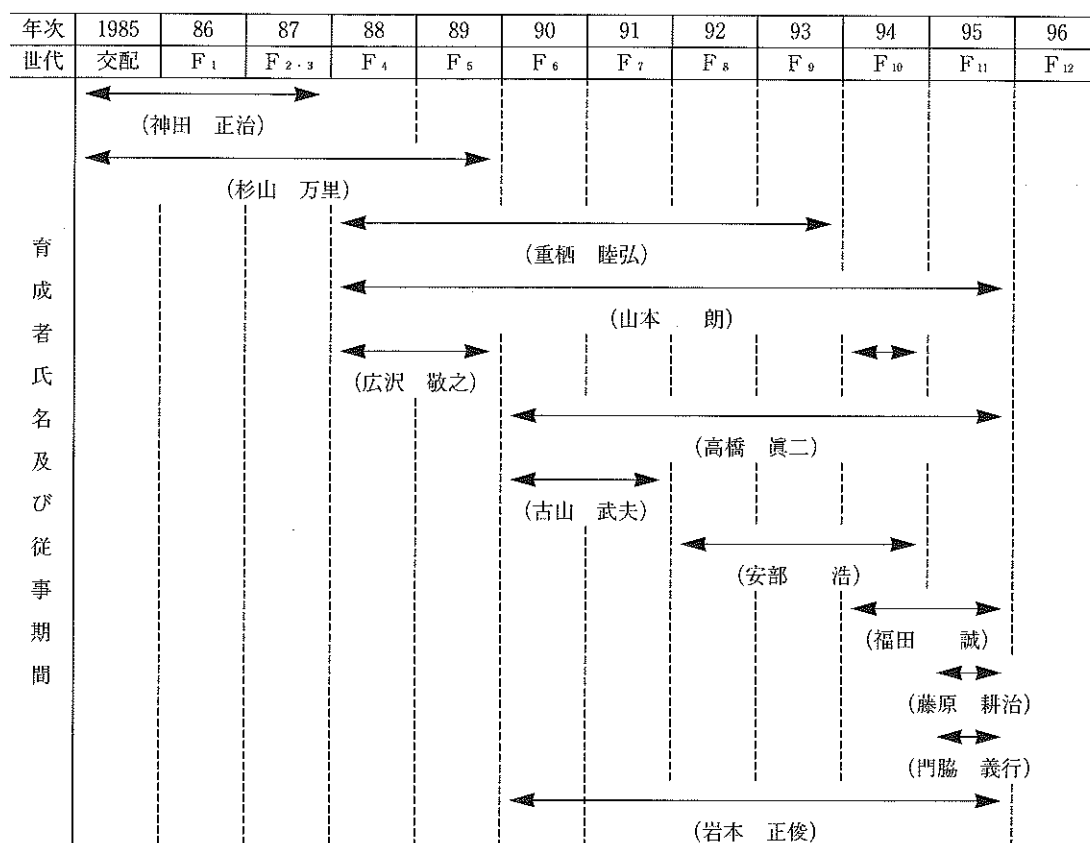 年次 1985 86 87 88 89 90 91 92 93 94 95 96
世代 交配 F₁ F₂.₃ F₄ F₅ F₆ F₇ F₈ F₉ F₁₀ F₁₁ F₁₂
育成者氏名及び従事期間
(神田 正治)
(杉山 万里)
(重栖 睦弘)
(山本 朗)
(広沢 敬之)
(高橋 眞二)
(古山 武夫)
(安部 浩)
(福田 誠)
(藤原 耕治)
(門脇 義行)
(岩本 正俊)